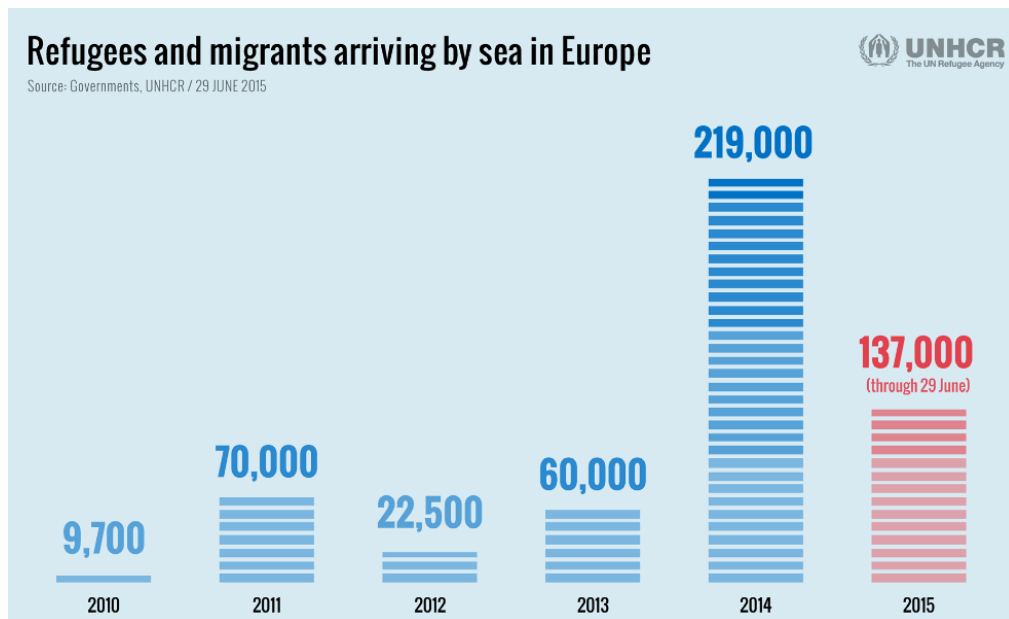 Refugees and migrants arriving by sea in Europe
Source: Governments, UNHCR / 29 JUNE 2015
UNHCR
The UN Refugee Agency
9,700
70,000
22,500
60,000
219,000
137,000
(through 29 June)
2010 2011 2012 2013 2014 2015